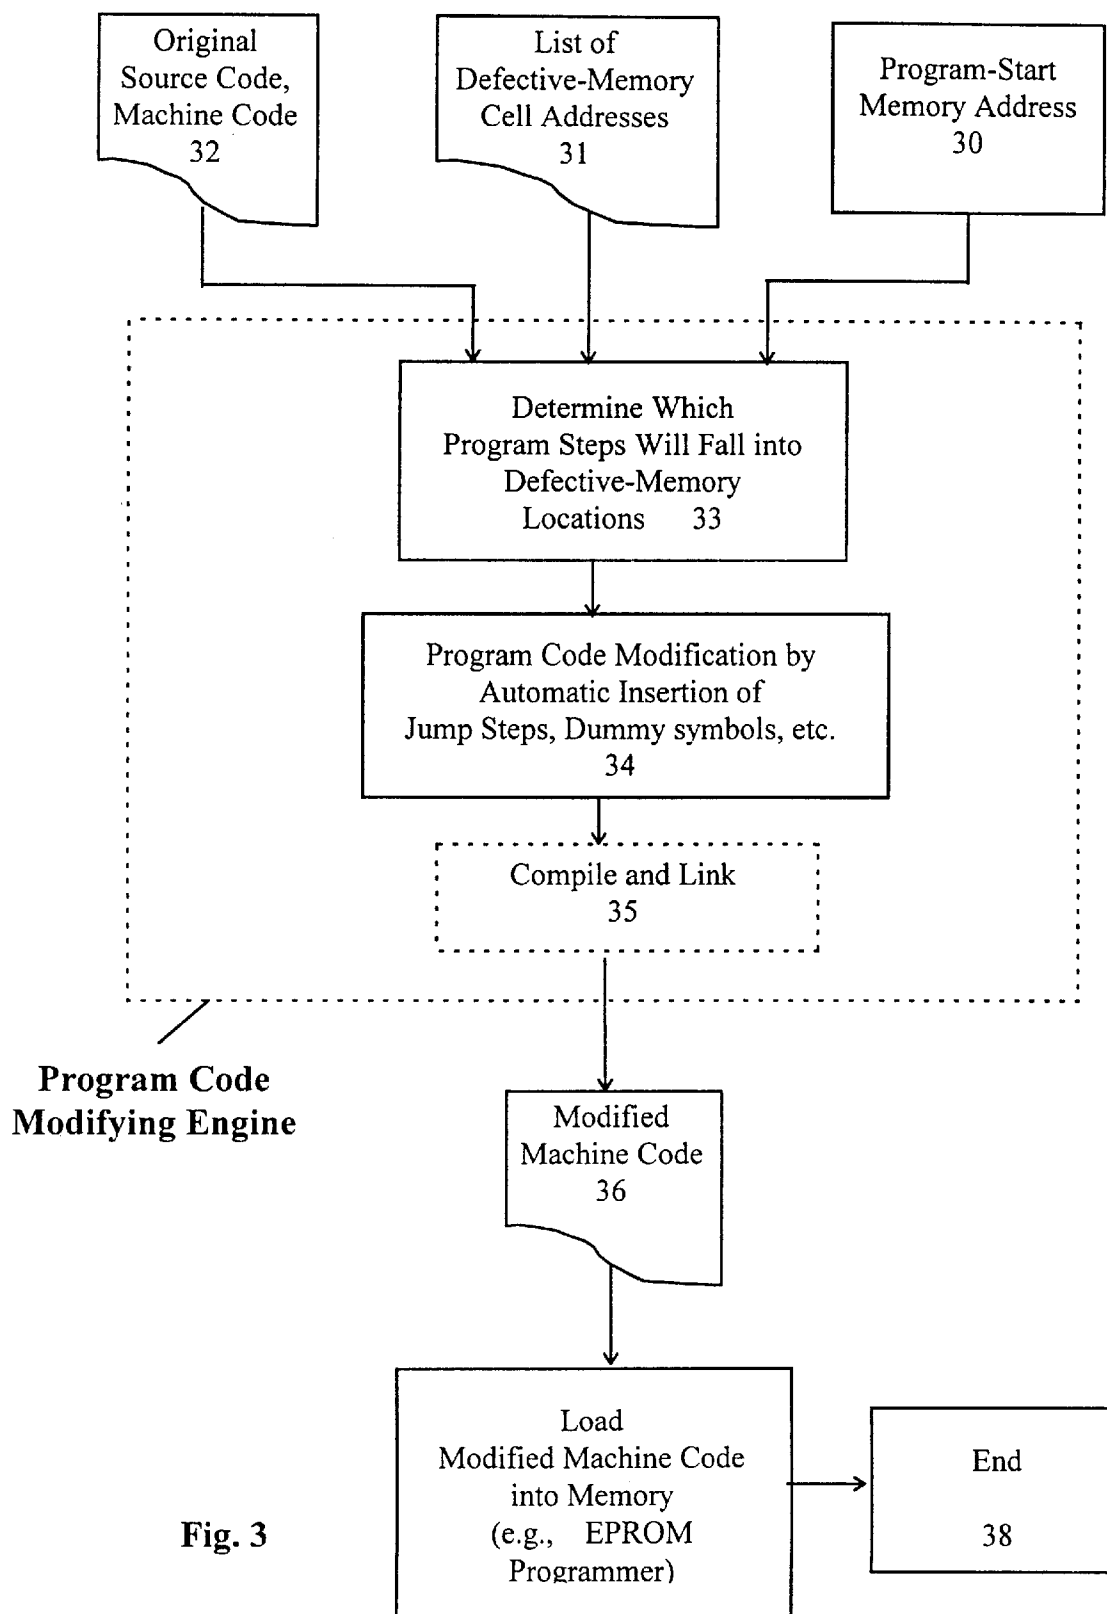 Original
Source Code,
Machine Code
32
List of
Defective-Memory
Cell Addresses
31
Program-Start
Memory Address
30
Determine Which
Program Steps Will Fall into
Defective-Memory
Locations 33
Program Code Modification by
Automatic Insertion of
Jump Steps, Dummy symbols, etc.
34
Compile and Link
35
Program Code
Modifying Engine
Modified
Machine Code
36
Load
Modified Machine Code
into Memory
(e.g., EPROM
Programmer)
End
38
Fig. 3